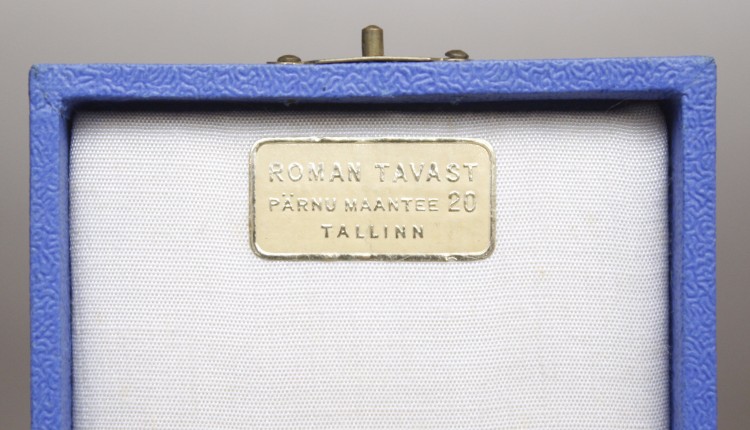 ROMAN TAVAST
PÄRNU MAANTEE 20
TALLINN